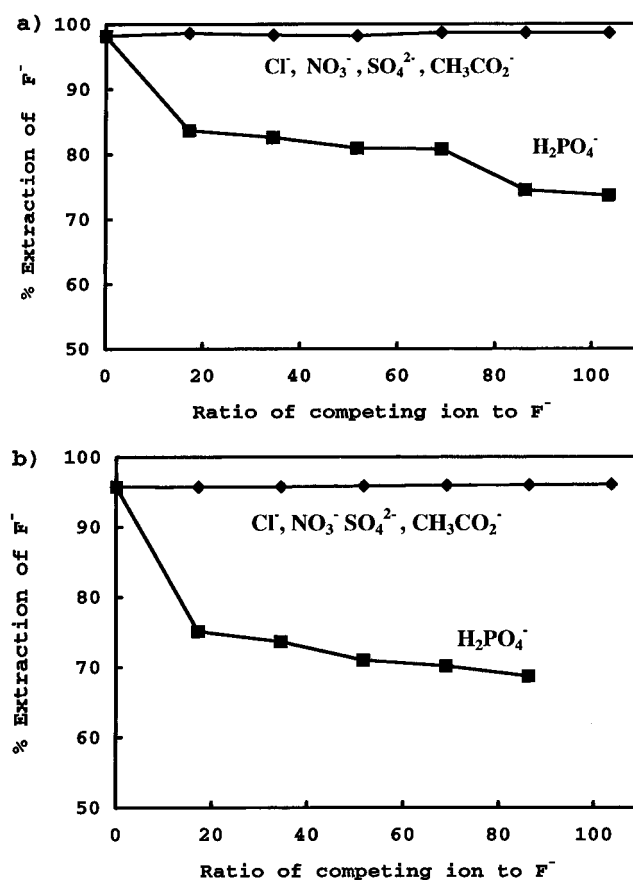 a)
100
90
80
70
60
50
% Extraction of F⁻
Cl⁻, NO₃⁻, SO₄²⁻, CH₃CO₂⁻
H₂PO₄⁻
0 20 40 60 80 100
Ratio of competing ion to F⁻
b)
100
90
80
70
60
50
% Extraction of F⁻
Cl⁻, NO₃⁻ SO₄²⁻, CH₃CO₂⁻
H₂PO₄⁻
0 20 40 60 80 100
Ratio of competing ion to F⁻